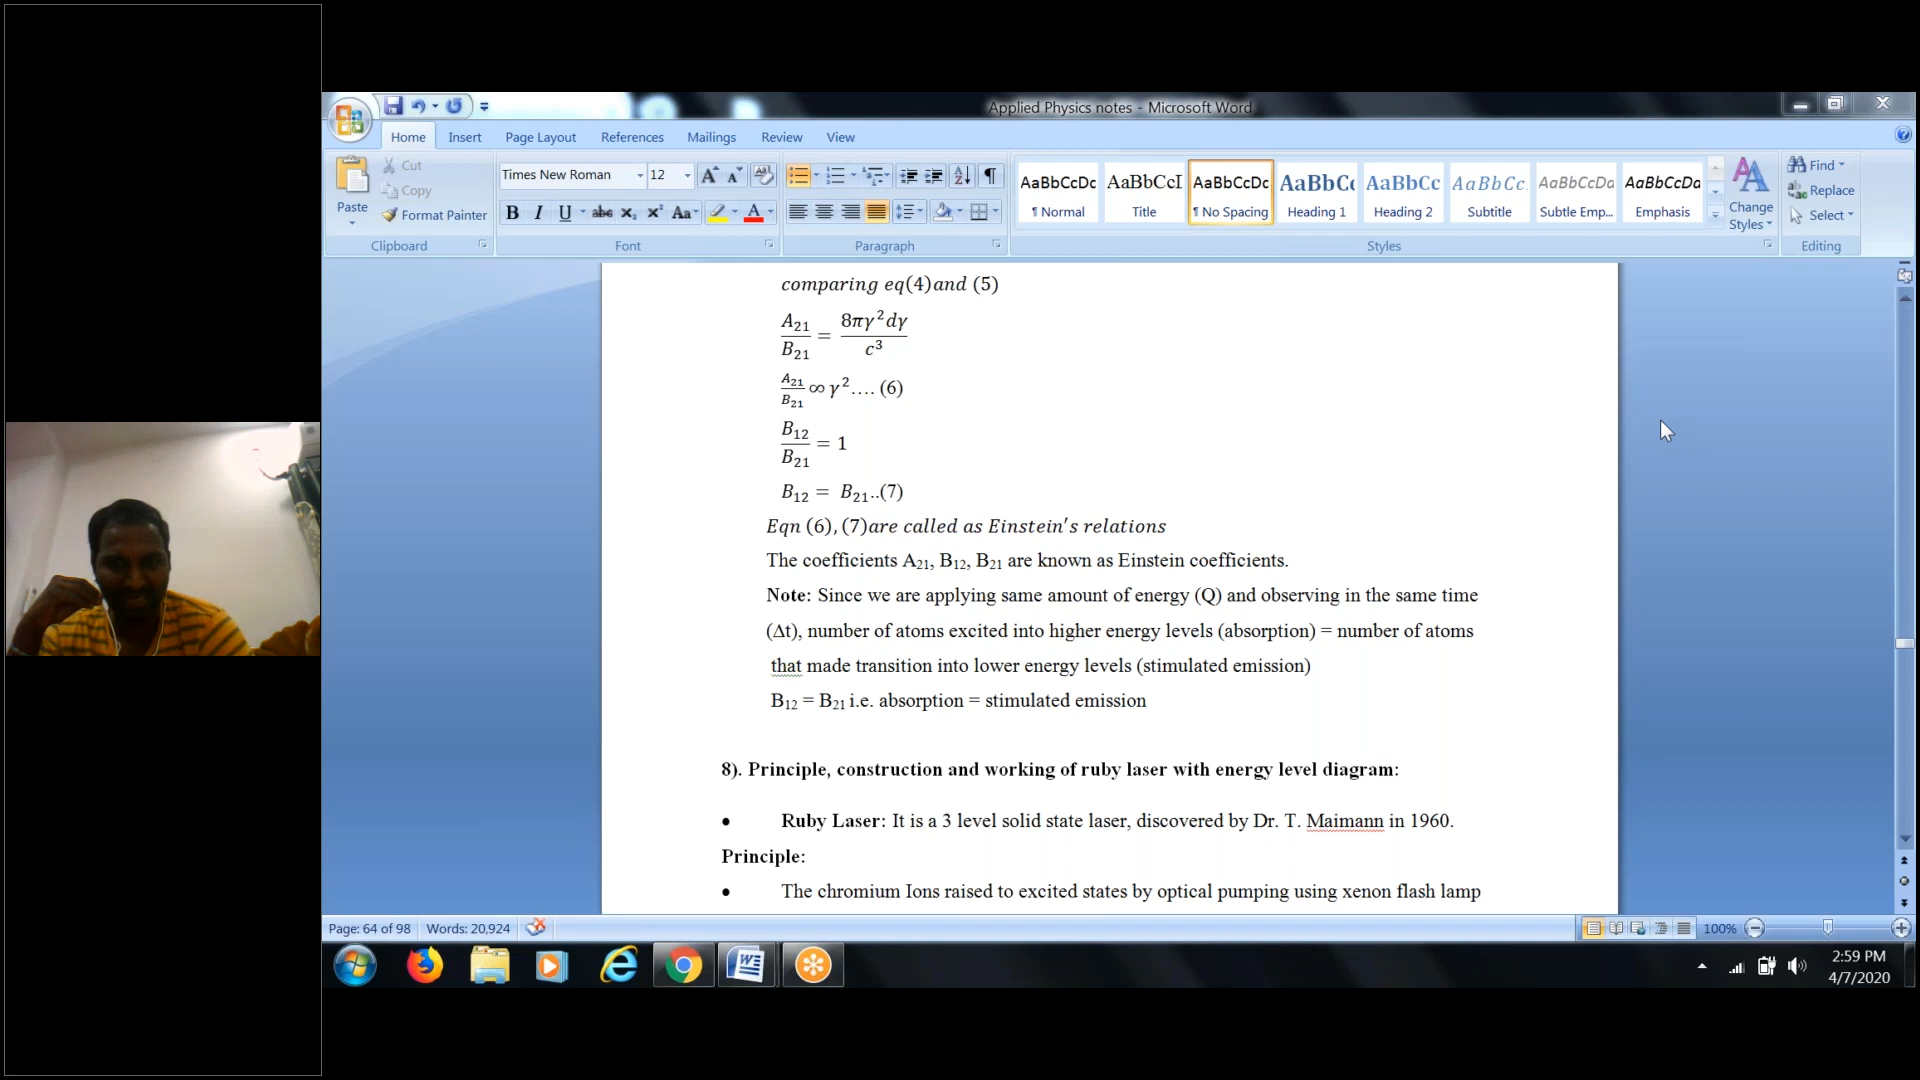 Applied Physics notes - Microsoft Word
Home Insert Page Layout References Mailings Review View
Paste
Cut
Copy
Format Painter
Clipboard
Times New Roman 12
Font
Paragraph
AaBbCcDc ¶ Normal
AaBbCcI Title
AaBbCcDc ¶ No Spacing
AaBbCc Heading 1
AaBbCc Heading 2
AaBbCc. Subtitle
AaBbCcDa Subtle Emp...
AaBbCcDa Emphasis
Change Styles
Styles
Find
Replace
Select
Editing
comparing eq(4)and (5)
A₂₁/B₂₁ = 8πγ²dγ/c³
A₂₁/B₂₁ ∞ γ².... (6)
B₁₂/B₂₁ = 1
B₁₂ = B₂₁..(7)
Eqn (6), (7)are called as Einstein's relations
The coefficients A₂₁, B₁₂, B₂₁ are known as Einstein coefficients.
Note: Since we are applying same amount of energy (Q) and observing in the same time
(Δt), number of atoms excited into higher energy levels (absorption) = number of atoms
that made transition into lower energy levels (stimulated emission)
B₁₂ = B₂₁ i.e. absorption = stimulated emission
8). Principle, construction and working of ruby laser with energy level diagram:
• Ruby Laser: It is a 3 level solid state laser, discovered by Dr. T. Maimann in 1960.
Principle:
• The chromium Ions raised to excited states by optical pumping using xenon flash lamp
Page: 64 of 98 Words: 20,924 100%
2:59 PM
4/7/2020